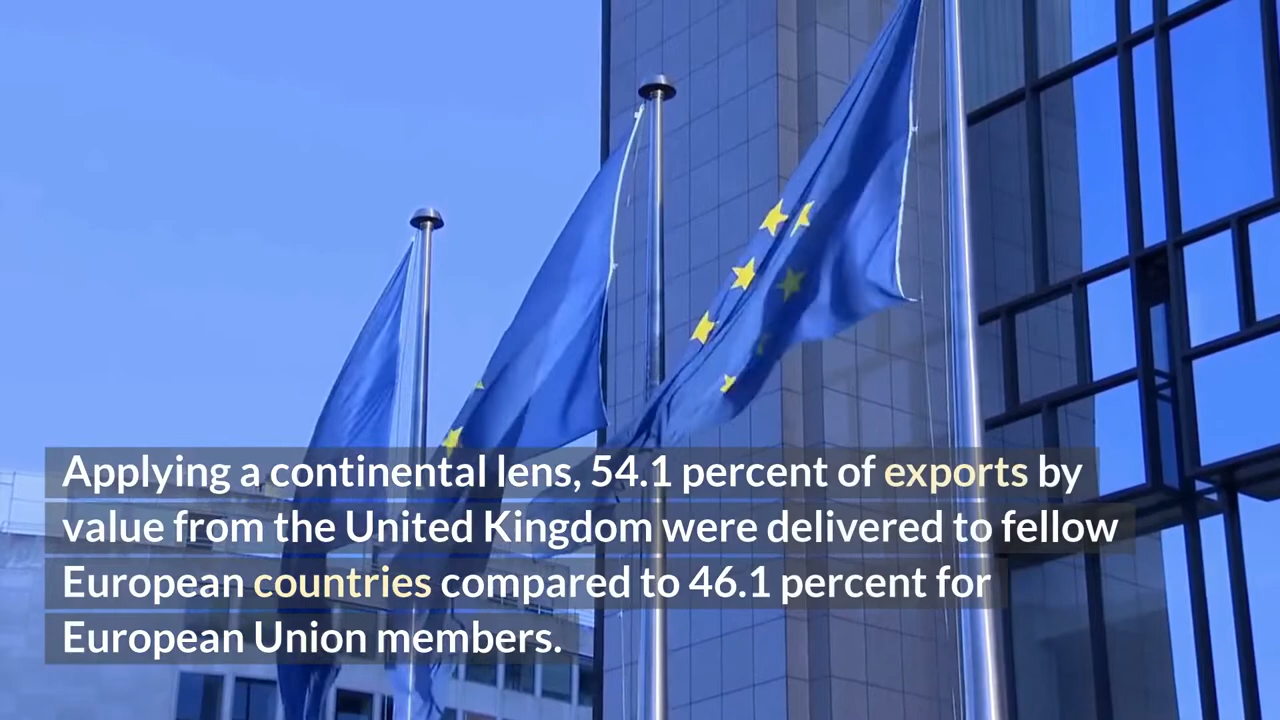 Applying a continental lens, 54.1 percent of exports by
value from the United Kingdom were delivered to fellow
European countries compared to 46.1 percent for
European Union members.